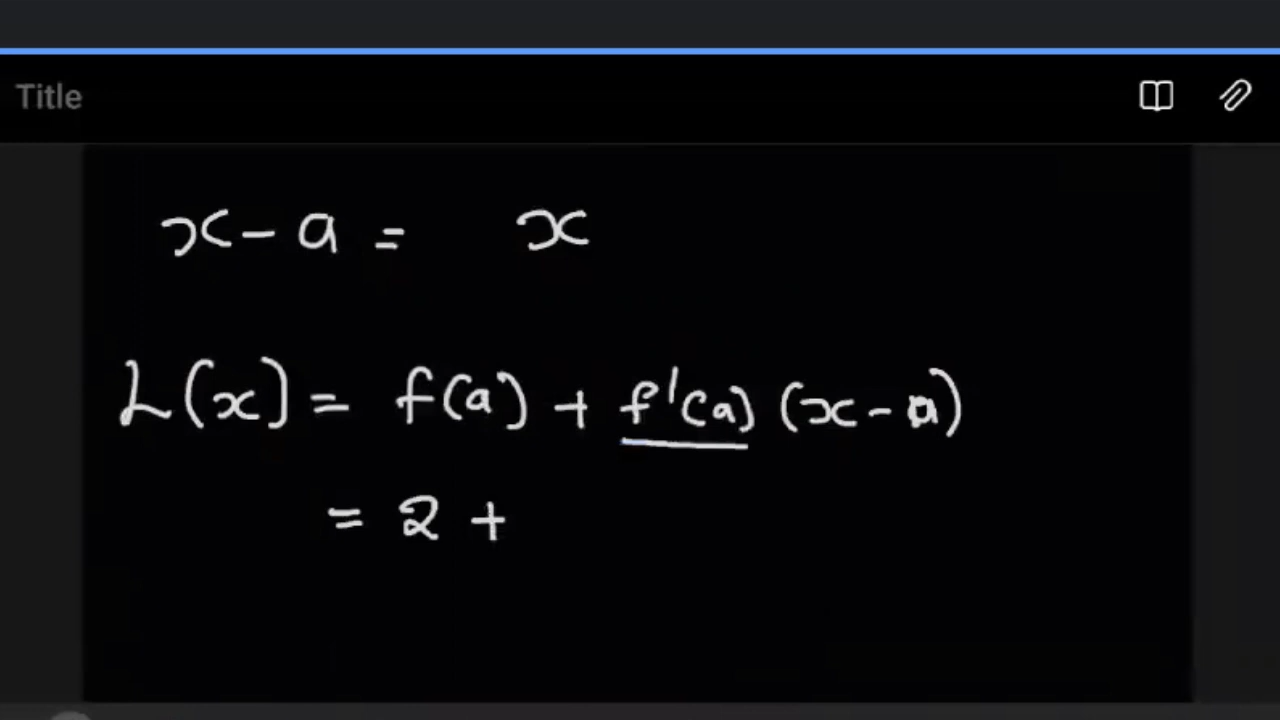 Title
x - a = x
L(x) = f(a) + f'(a) (x - a)
= 2 +